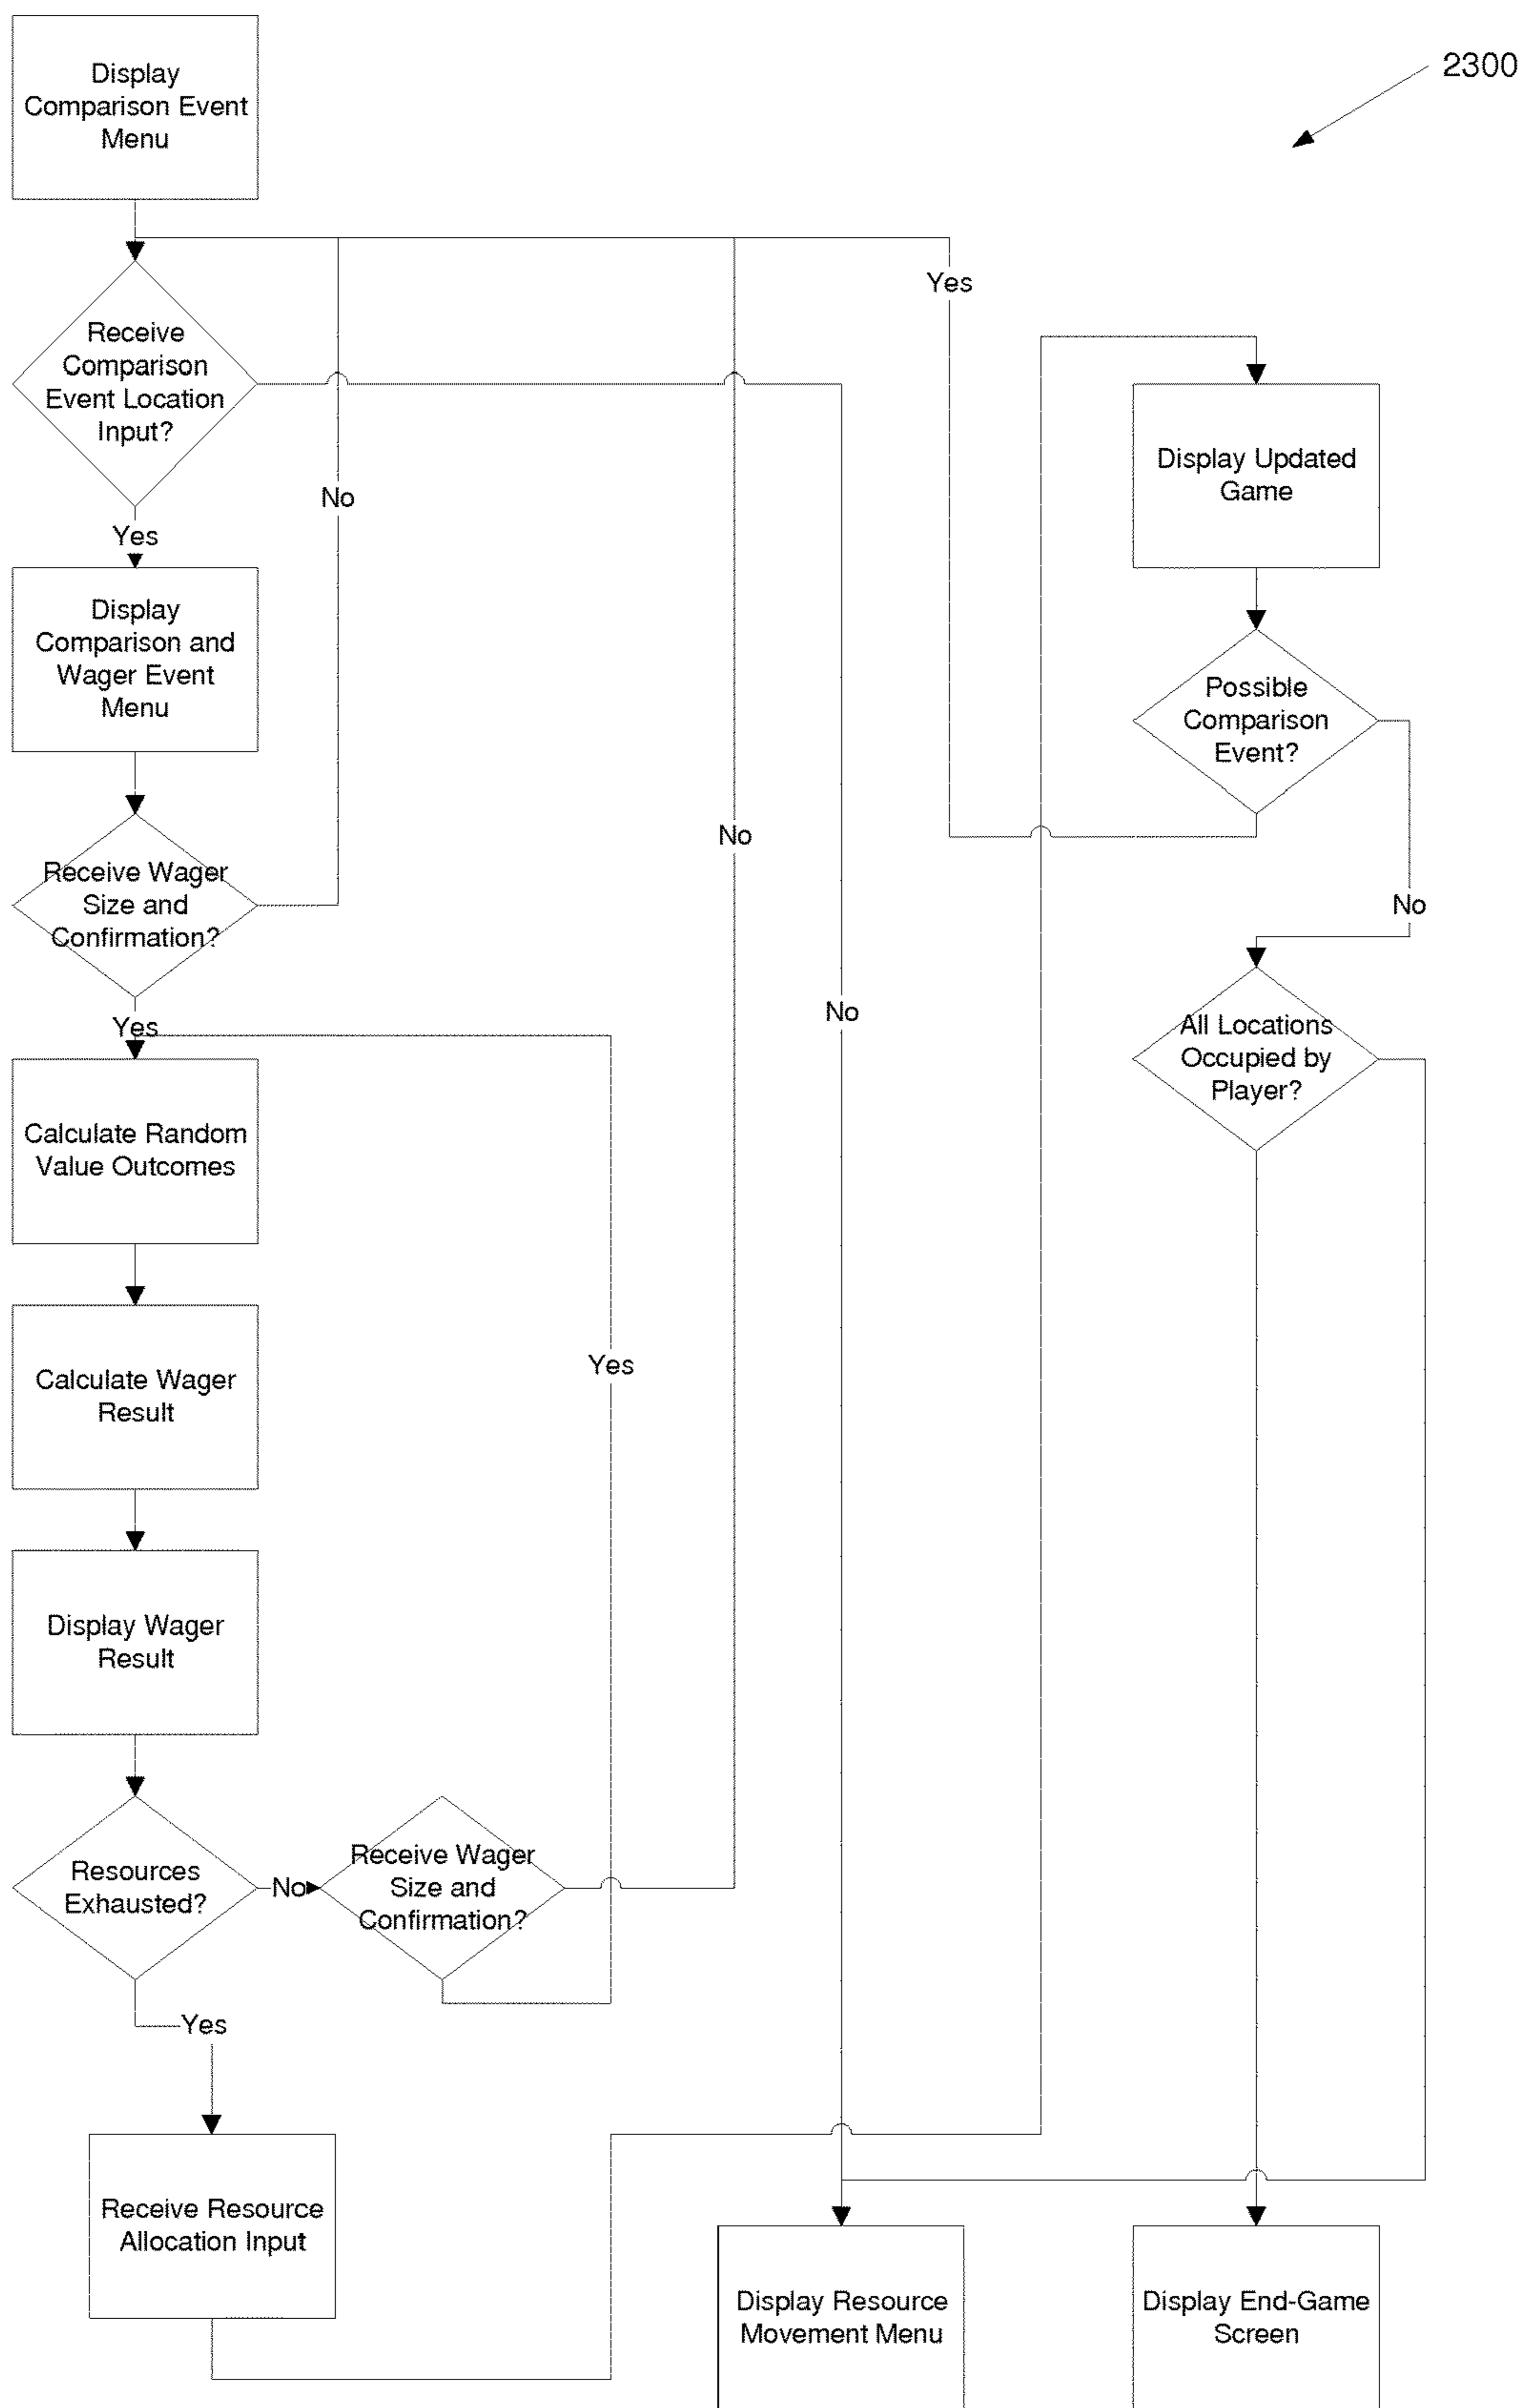 Display
Comparison Event
Menu
2300
Yes
Receive
Comparison
Event Location
Input?
No
Yes
Display
Comparison and
Wager Event
Menu
Receive Wager
Size and
Confirmation?
Yes
Calculate Random
Value Outcomes
Calculate Wager
Result
Display Wager
Result
Resources
Exhausted?
No
Receive Wager
Size and
Confirmation?
Yes
No
No
Yes
Receive Resource
Allocation Input
Display Updated
Game
Possible
Comparison
Event?
No
All Locations
Occupied by
Player?
Display Resource
Movement Menu
Display End-Game
Screen